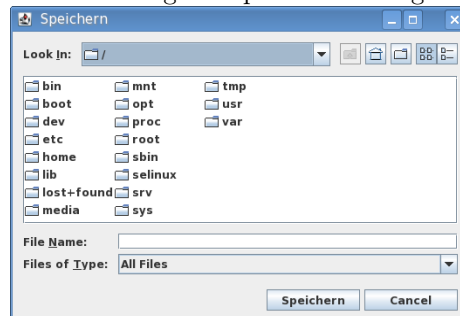 Speichern
Look In: /
bin mnt tmp
boot opt usr
dev proc var
etc root
home sbin
lib selinux
lost+found srv
media sys
File Name:
Files of Type: All Files
Speichern Cancel